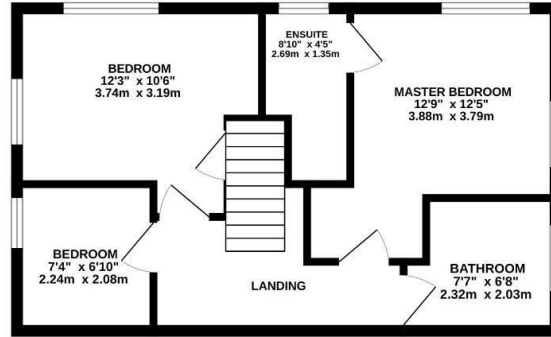 BEDROOM
12'3" x 10'6"
3.74m x 3.19m
ENSUITE
8'10" x 4'5"
2.69m x 1.35m
MASTER BEDROOM
12'9" x 12'5"
3.88m x 3.79m
BEDROOM
7'4" x 6'10"
2.24m x 2.08m
LANDING
BATHROOM
7'7" x 6'8"
2.32m x 2.03m